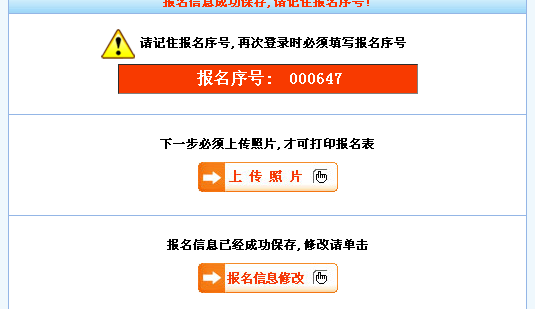 报名信息成功保存,请记住报名序号!
请记住报名序号,再次登录时必须填写报名序号
报名序号: 000647
下一步必须上传照片,才可打印报名表
上 传 照 片
报名信息已经成功保存,修改请单击
报名信息修改